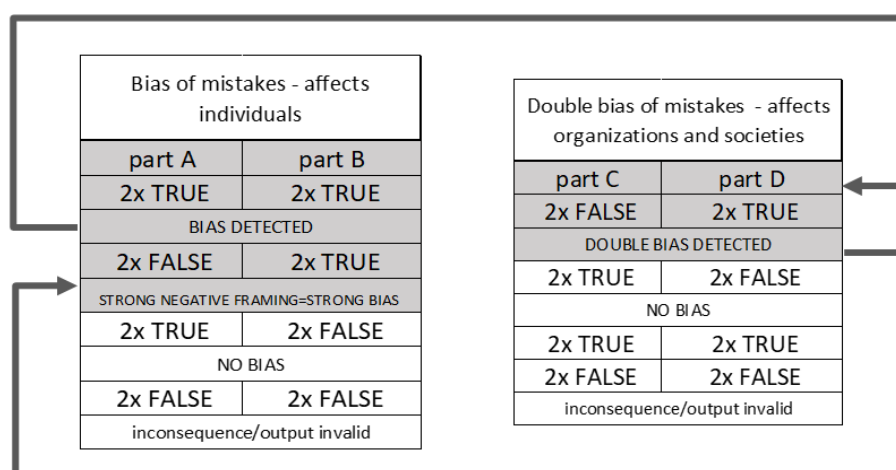 Bias of mistakes - affects
individuals
part A part B
2x TRUE 2x TRUE
BIAS DETECTED
2x FALSE 2x TRUE
STRONG NEGATIVE FRAMING=STRONG BIAS
2x TRUE 2x FALSE
NO BIAS
2x FALSE 2x FALSE
inconsequence/output invalid
Double bias of mistakes - affects
organizations and societies
part C part D
2x FALSE 2x TRUE
DOUBLE BIAS DETECTED
2x TRUE 2x FALSE
NO BIAS
2x TRUE 2x TRUE
2x FALSE 2x FALSE
inconsequence/output invalid